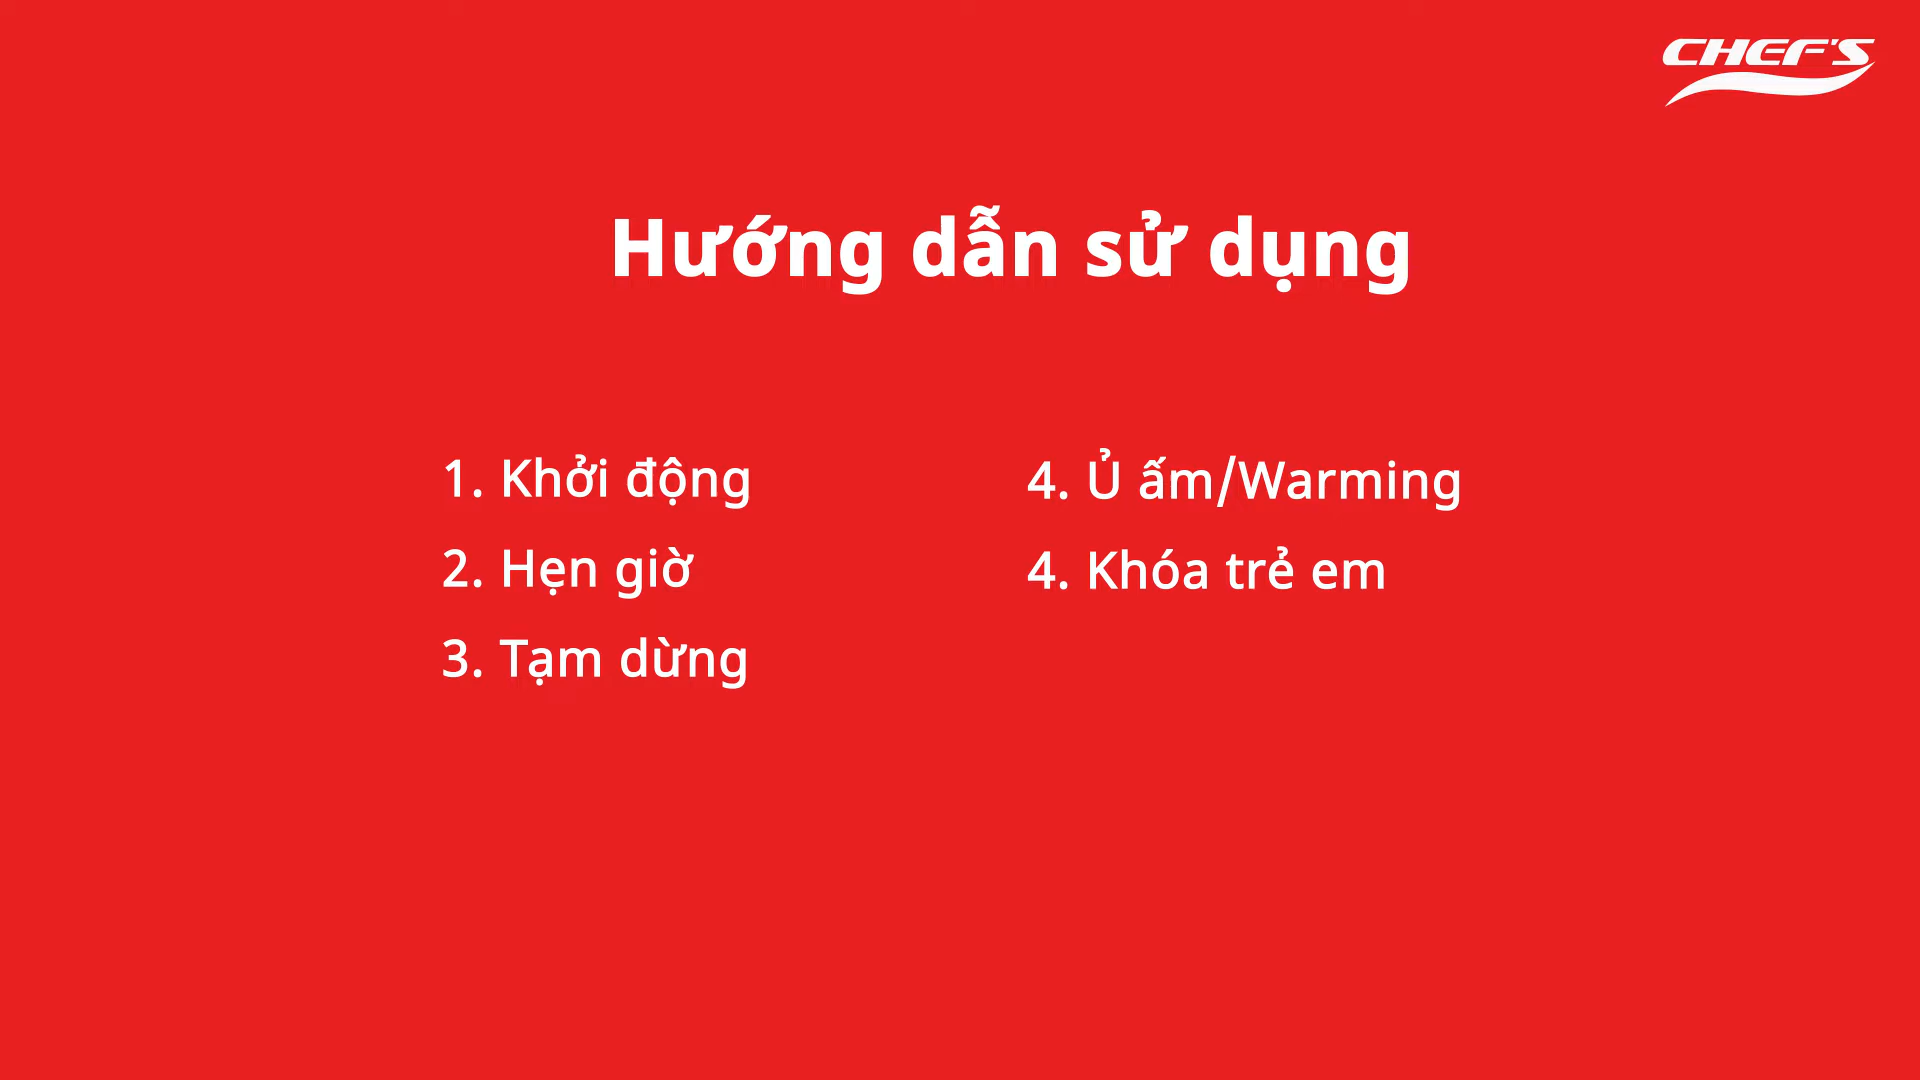 CHEF'S
Hướng dẫn sử dụng
1. Khởi động
2. Hẹn giờ
3. Tạm dừng
4. Ủ ấm/Warming
4. Khóa trẻ em